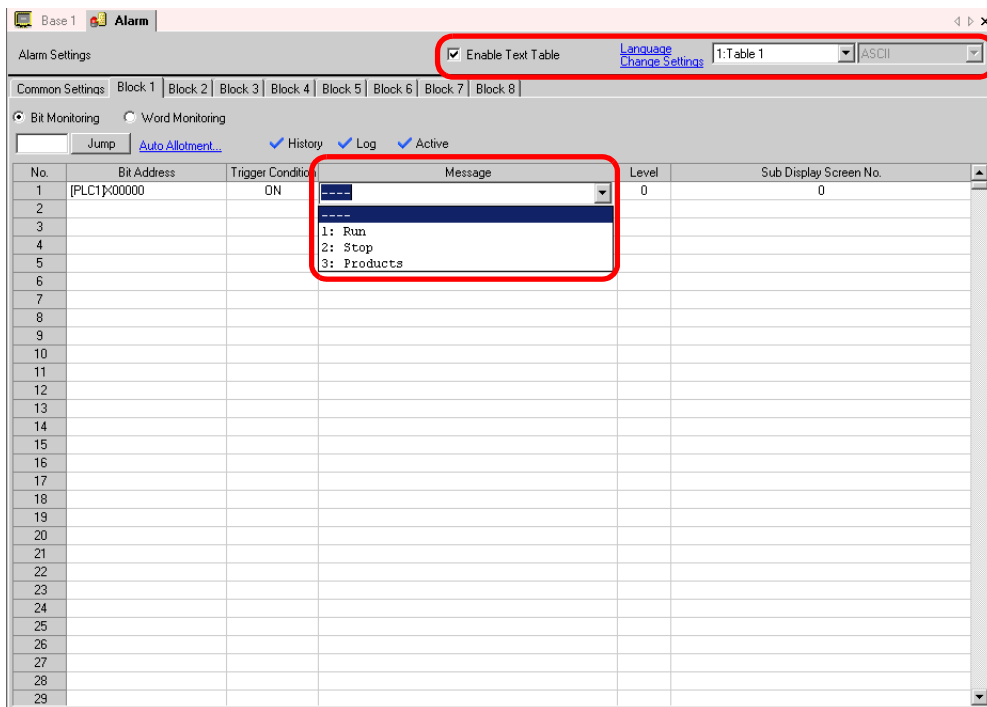 Base 1 Alarm
Alarm Settings Enable Text Table Language Change Settings 1:Table 1 ASCII
Common Settings Block 1 Block 2 Block 3 Block 4 Block 5 Block 6 Block 7 Block 8
Bit Monitoring Word Monitoring
Jump Auto Allotment... History Log Active
No. Bit Address Trigger Condition Message Level Sub Display Screen No.
1 [PLC1]X00000 ON ---- 0 0
2 ----
3 1: Run
4 2: Stop
5 3: Products
6
7
8
9
10
11
12
13
14
15
16
17
18
19
20
21
22
23
24
25
26
27
28
29